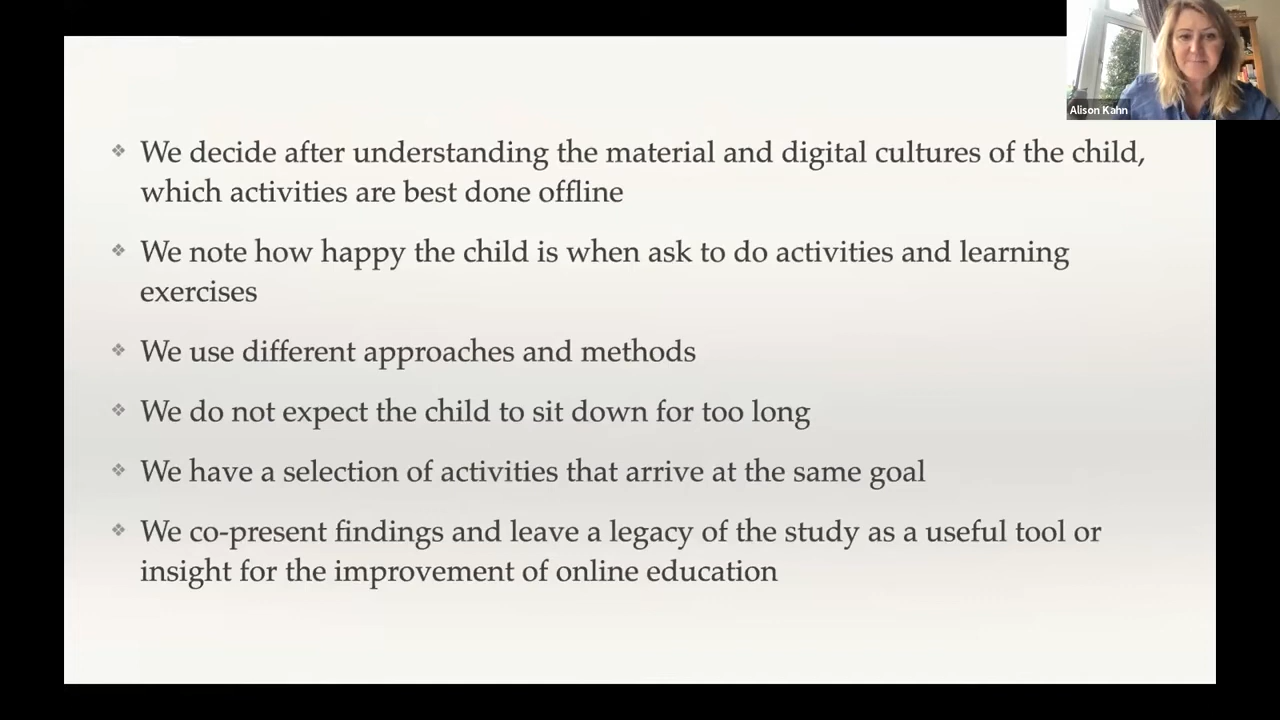 Alison Kahn
We decide after understanding the material and digital cultures of the child,
which activities are best done offline
We note how happy the child is when ask to do activities and learning
exercises
We use different approaches and methods
We do not expect the child to sit down for too long
We have a selection of activities that arrive at the same goal
We co-present findings and leave a legacy of the study as a useful tool or
insight for the improvement of online education